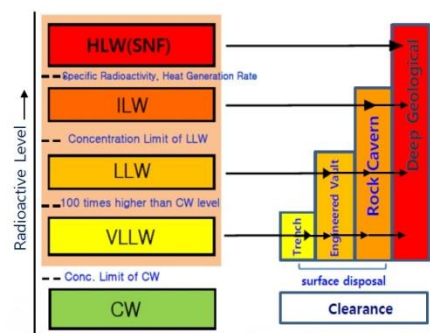 HLW(SNF)
Specific Radioactivity, Heat Generation Rate
ILW
Concentration Limit of LLW
LLW
100 times higher than CW level
VLLW
Conc. Limit of CW
CW
Radioactive Level
Trench
Engineered Vault
Rock Cavern
Deep Geological
surface disposal
Clearance